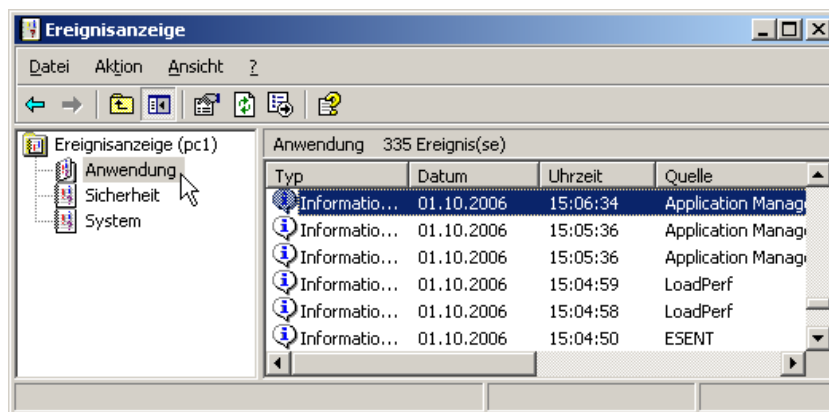 Ereignisanzeige
Datei Aktion Ansicht ?
Ereignisanzeige (pc1)
Anwendung
Sicherheit
System
Anwendung 335 Ereignis(se)
Typ Datum Uhrzeit Quelle
Informatio... 01.10.2006 15:06:34 Application Manag
Informatio... 01.10.2006 15:05:36 Application Manag
Informatio... 01.10.2006 15:05:36 Application Manag
Informatio... 01.10.2006 15:04:59 LoadPerf
Informatio... 01.10.2006 15:04:58 LoadPerf
Informatio... 01.10.2006 15:04:50 ESENT